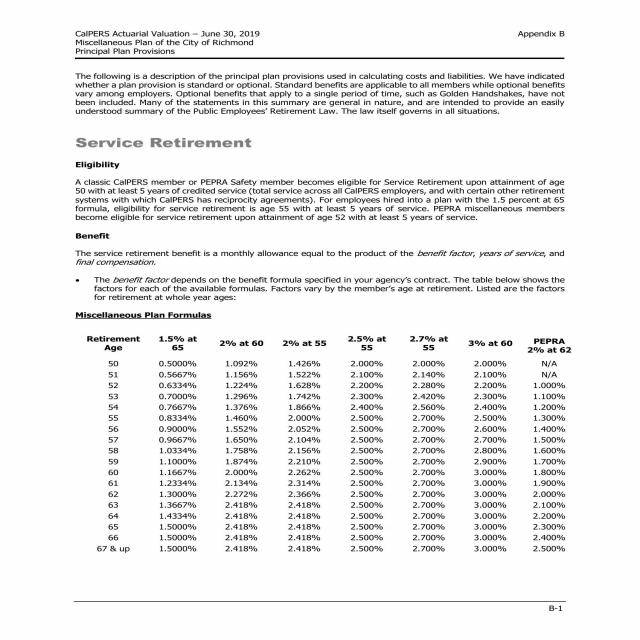 CalPERS Actuarial Valuation – June 30, 2019 Appendix B
Miscellaneous Plan of the City of Richmond
Principal Plan Provisions
The following is a description of the principal plan provisions used in calculating costs and liabilities. We have indicated
whether a plan provision is standard or optional. Standard benefits are applicable to all members while optional benefits
vary among employers. Optional benefits that apply to a single period of time, such as Golden Handshakes, have not
been included. Many of the statements in this summary are general in nature, and are intended to provide an easily
understood summary of the Public Employees' Retirement Law. The law itself governs in all situations.
Service Retirement
Eligibility
A classic CalPERS member or PEPRA Safety member becomes eligible for Service Retirement upon attainment of age
50 with at least 5 years of credited service (total service across all CalPERS employers, and with certain other retirement
systems with which CalPERS has reciprocity agreements). For employees hired into a plan with the 1.5 percent at 65
formula, eligibility for service retirement is age 55 with at least 5 years of service. PEPRA miscellaneous members
become eligible for service retirement upon attainment of age 52 with at least 5 years of service.
Benefit
The service retirement benefit is a monthly allowance equal to the product of the benefit factor, years of service, and
final compensation.
• The benefit factor depends on the benefit formula specified in your agency's contract. The table below shows the
factors for each of the available formulas. Factors vary by the member's age at retirement. Listed are the factors
for retirement at whole year ages:
Miscellaneous Plan Formulas
Retirement Age 1.5% at 65 2% at 60 2% at 55 2.5% at 55 2.7% at 55 3% at 60 PEPRA 2% at 62
50 0.5000% 1.092% 1.426% 2.000% 2.000% 2.000% N/A
51 0.5667% 1.156% 1.522% 2.100% 2.140% 2.100% N/A
52 0.6334% 1.224% 1.628% 2.200% 2.280% 2.200% 1.000%
53 0.7000% 1.296% 1.742% 2.300% 2.420% 2.300% 1.100%
54 0.7667% 1.376% 1.866% 2.400% 2.560% 2.400% 1.200%
55 0.8334% 1.460% 2.000% 2.500% 2.700% 2.500% 1.300%
56 0.9000% 1.552% 2.052% 2.500% 2.700% 2.600% 1.400%
57 0.9667% 1.650% 2.104% 2.500% 2.700% 2.700% 1.500%
58 1.0334% 1.758% 2.156% 2.500% 2.700% 2.800% 1.600%
59 1.1000% 1.874% 2.210% 2.500% 2.700% 2.900% 1.700%
60 1.1667% 2.000% 2.262% 2.500% 2.700% 3.000% 1.800%
61 1.2334% 2.134% 2.314% 2.500% 2.700% 3.000% 1.900%
62 1.3000% 2.272% 2.366% 2.500% 2.700% 3.000% 2.000%
63 1.3667% 2.418% 2.418% 2.500% 2.700% 3.000% 2.100%
64 1.4334% 2.418% 2.418% 2.500% 2.700% 3.000% 2.200%
65 1.5000% 2.418% 2.418% 2.500% 2.700% 3.000% 2.300%
66 1.5000% 2.418% 2.418% 2.500% 2.700% 3.000% 2.400%
67 & up 1.5000% 2.418% 2.418% 2.500% 2.700% 3.000% 2.500%
B-1